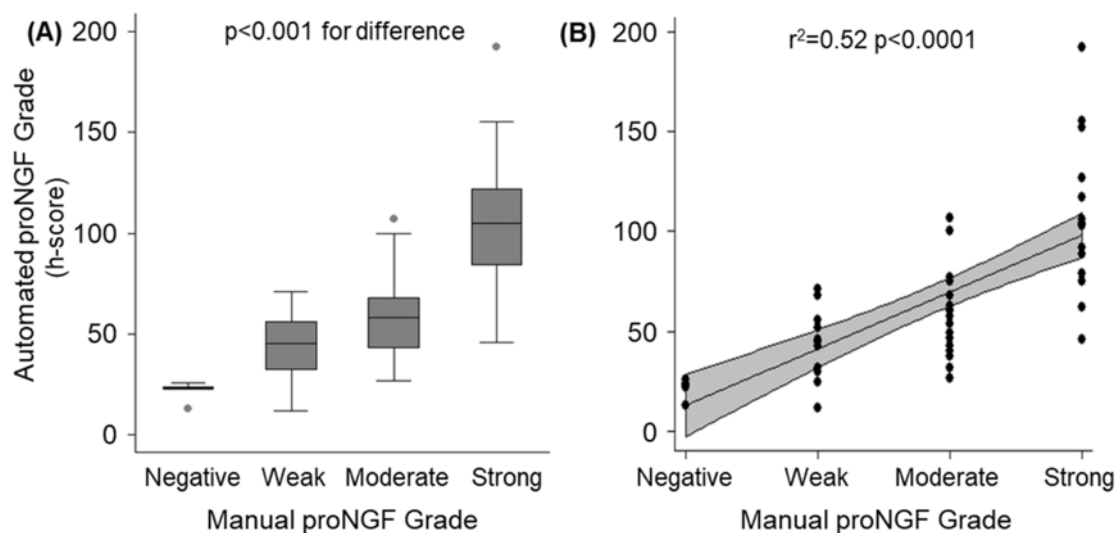 (A)
p<0.001 for difference
Automated proNGF Grade
(h-score)
200
150
100
50
0
Negative Weak Moderate Strong
Manual proNGF Grade
(B)
r²=0.52 p<0.0001
200
150
100
50
0
Negative Weak Moderate Strong
Manual proNGF Grade